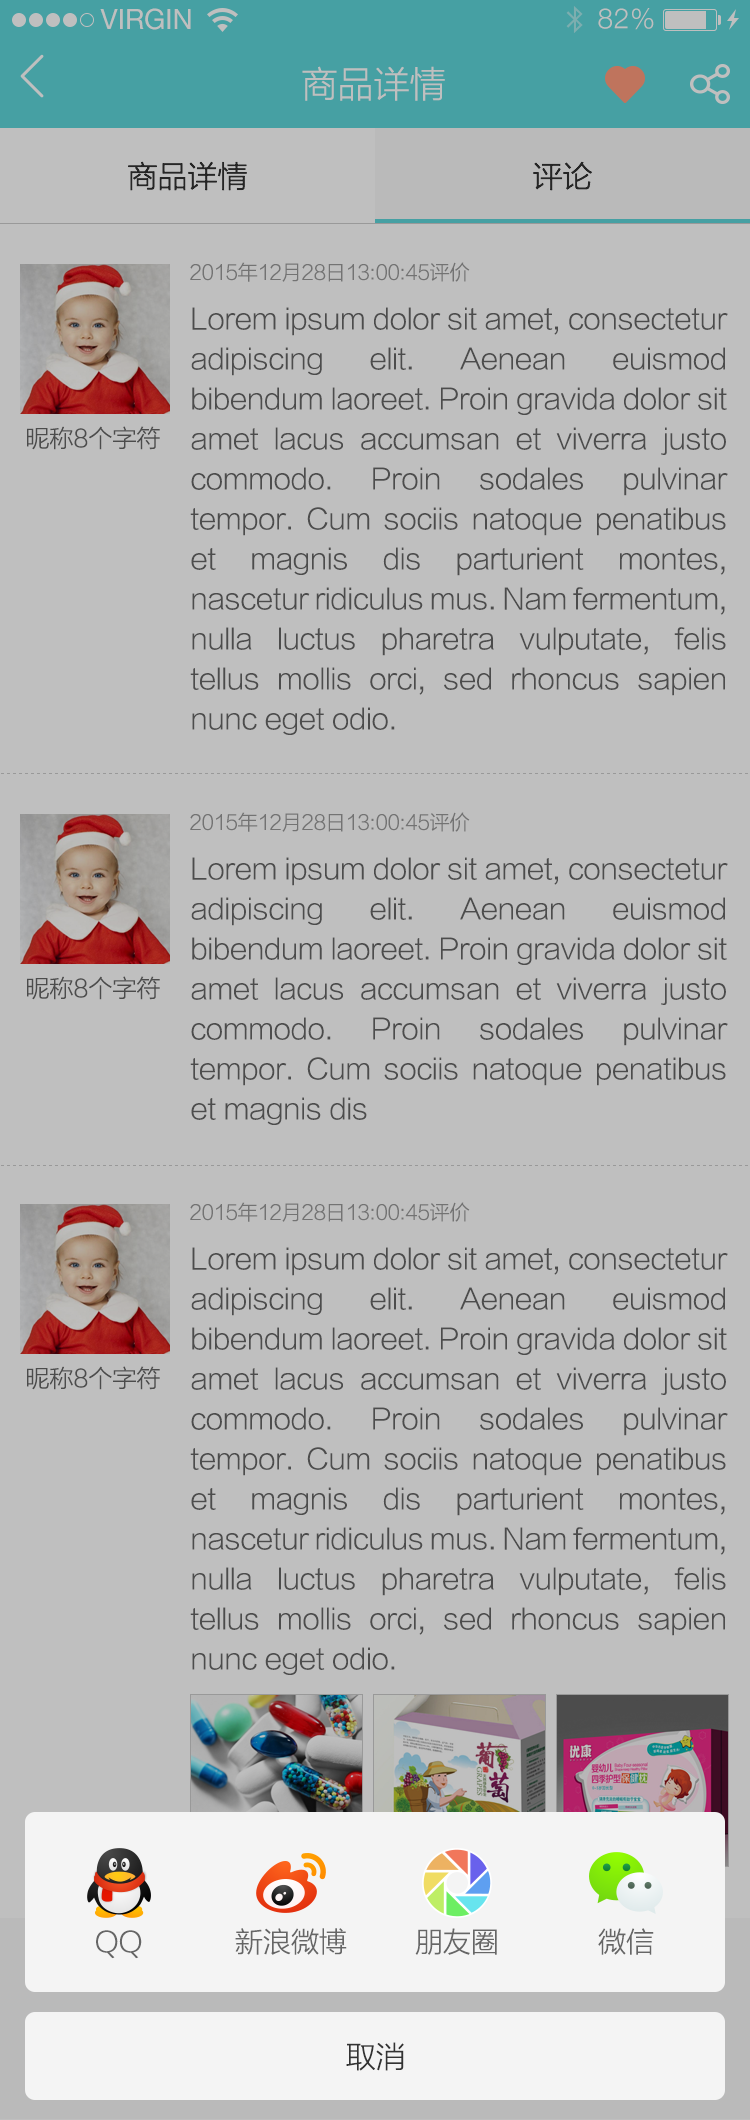 VIRGIN 82%
商品详情
商品详情 评论
2015年12月28日13:00:45评价
Lorem ipsum dolor sit amet, consectetur
adipiscing elit. Aenean euismod
bibendum laoreet. Proin gravida dolor sit
amet lacus accumsan et viverra justo
commodo. Proin sodales pulvinar
tempor. Cum sociis natoque penatibus
et magnis dis parturient montes,
nascetur ridiculus mus. Nam fermentum,
nulla luctus pharetra vulputate, felis
tellus mollis orci, sed rhoncus sapien
nunc eget odio.
昵称8个字符
2015年12月28日13:00:45评价
Lorem ipsum dolor sit amet, consectetur
adipiscing elit. Aenean euismod
bibendum laoreet. Proin gravida dolor sit
amet lacus accumsan et viverra justo
commodo. Proin sodales pulvinar
tempor. Cum sociis natoque penatibus
et magnis dis
昵称8个字符
2015年12月28日13:00:45评价
Lorem ipsum dolor sit amet, consectetur
adipiscing elit. Aenean euismod
bibendum laoreet. Proin gravida dolor sit
amet lacus accumsan et viverra justo
commodo. Proin sodales pulvinar
tempor. Cum sociis natoque penatibus
et magnis dis parturient montes,
nascetur ridiculus mus. Nam fermentum,
nulla luctus pharetra vulputate, felis
tellus mollis orci, sed rhoncus sapien
nunc eget odio.
昵称8个字符
葡萄
GRAPES
优康
婴幼儿
四季护型保健枕
QQ 新浪微博 朋友圈 微信
取消